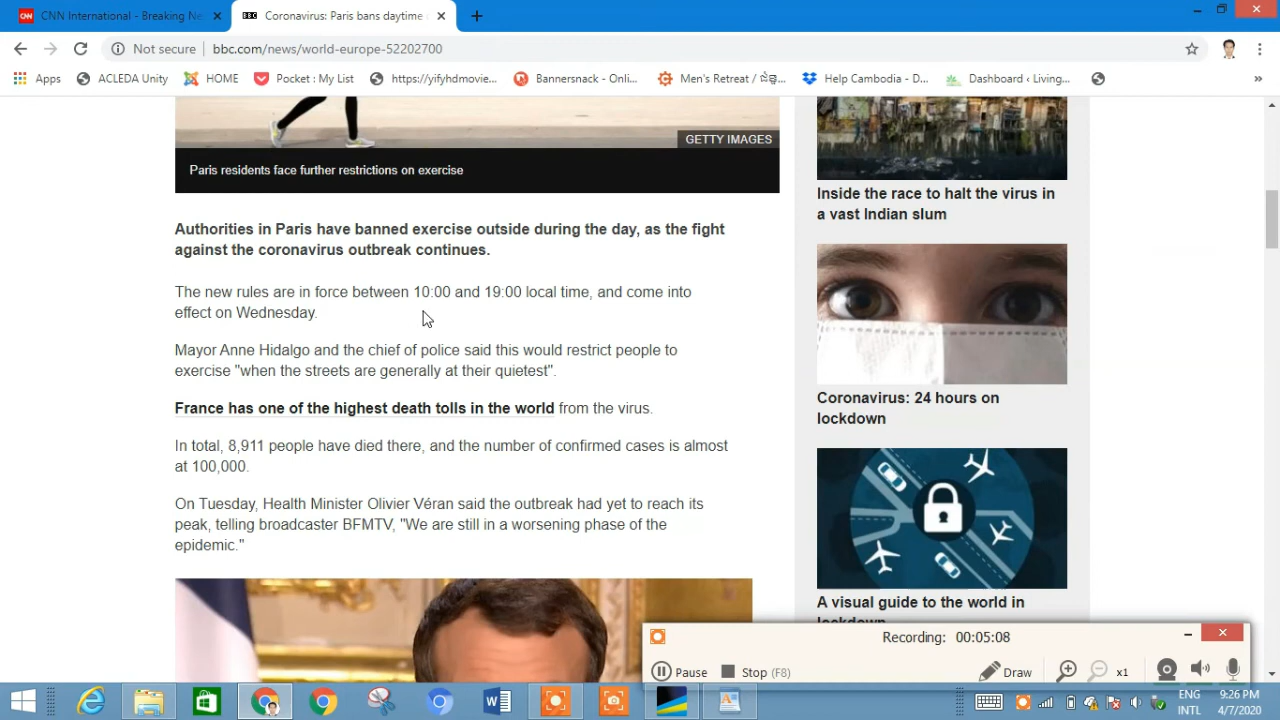 CNN International - Breaking Ne
BBC Coronavirus: Paris bans daytime
Not secure bbc.com/news/world-europe-52202700
Apps ACLEDA Unity HOME Pocket : My List https://yifyhdmovie... Bannersnack - Onli... Men's Retreat / Help Cambodia - D... Dashboard ‹ Living... »
GETTY IMAGES
Paris residents face further restrictions on exercise
Authorities in Paris have banned exercise outside during the day, as the fight
against the coronavirus outbreak continues.
The new rules are in force between 10:00 and 19:00 local time, and come into
effect on Wednesday.
Mayor Anne Hidalgo and the chief of police said this would restrict people to
exercise "when the streets are generally at their quietest".
France has one of the highest death tolls in the world from the virus.
In total, 8,911 people have died there, and the number of confirmed cases is almost
at 100,000.
On Tuesday, Health Minister Olivier Véran said the outbreak had yet to reach its
peak, telling broadcaster BFMTV, "We are still in a worsening phase of the
epidemic."
Inside the race to halt the virus in
a vast Indian slum
Coronavirus: 24 hours on
lockdown
A visual guide to the world in
lockdown
Recording: 00:05:08
Pause Stop (F8) Draw x1
ENG 9:26 PM
INTL 4/7/2020